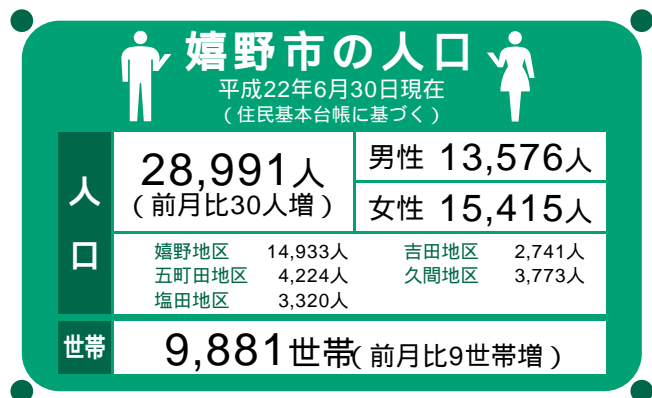 嬉野市の人口
平成22年6月30日現在
(住民基本台帳に基づく)
人口
28,991人
(前月比30人増)
男性 13,576人
女性 15,415人
嬉野地区 14,933人 吉田地区 2,741人
五町田地区 4,224人 久間地区 3,773人
塩田地区 3,320人
世帯 9,881世帯(前月比9世帯増)